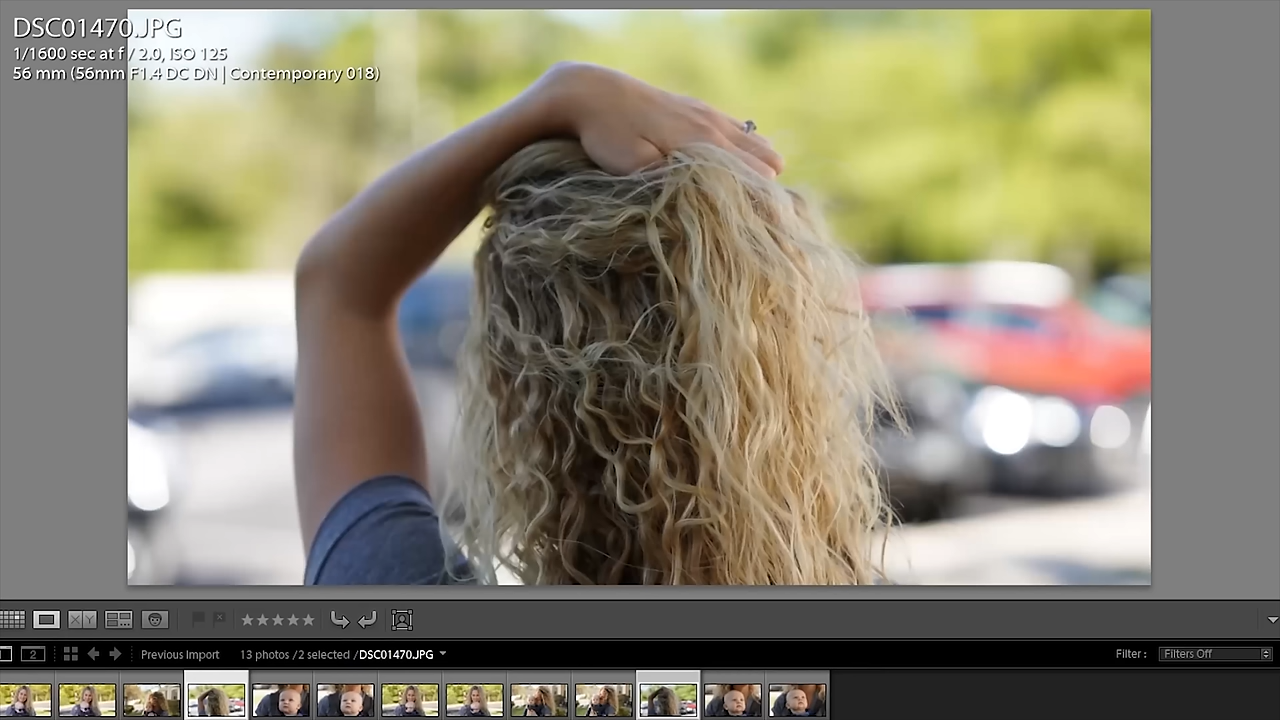 DSC01470.JPG
1/1600 sec at f / 2.0, ISO 125
56 mm (56mm F1.4 DC DN | Contemporary 018)
X Y
2 Previous Import 13 photos /2 selected /DSC01470.JPG Filter : Filters Off